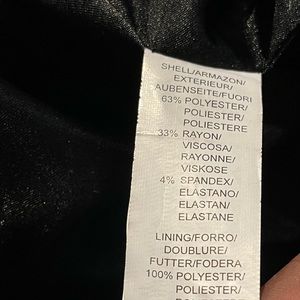 SHELL/ARMAZON/
EXTERIEUR/
AUBENSEITE/FUORI
63% POLYESTER/
POLIESTER/
POLIESTERE
33% RAYON/
VISCOSA/
RAYONNE/
VISKOSE
4% SPANDEX/
ELASTANO/
ELASTAN/
ELASTANE
LINING/FORRO/
DOUBLURE/
FUTTER/FODERA
100% POLYESTER/
POLIESTER/